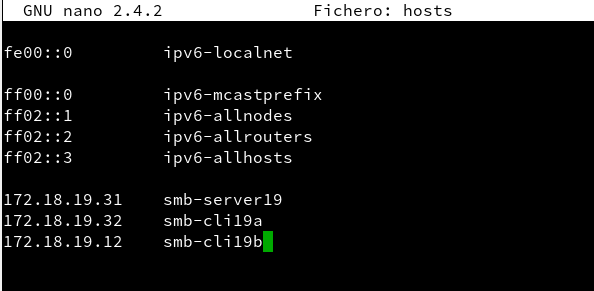 GNU nano 2.4.2 Fichero: hosts
fe00::0 ipv6-localnet
ff00::0 ipv6-mcastprefix
ff02::1 ipv6-allnodes
ff02::2 ipv6-allrouters
ff02::3 ipv6-allhosts
172.18.19.31 smb-server19
172.18.19.32 smb-cli19a
172.18.19.12 smb-cli19b